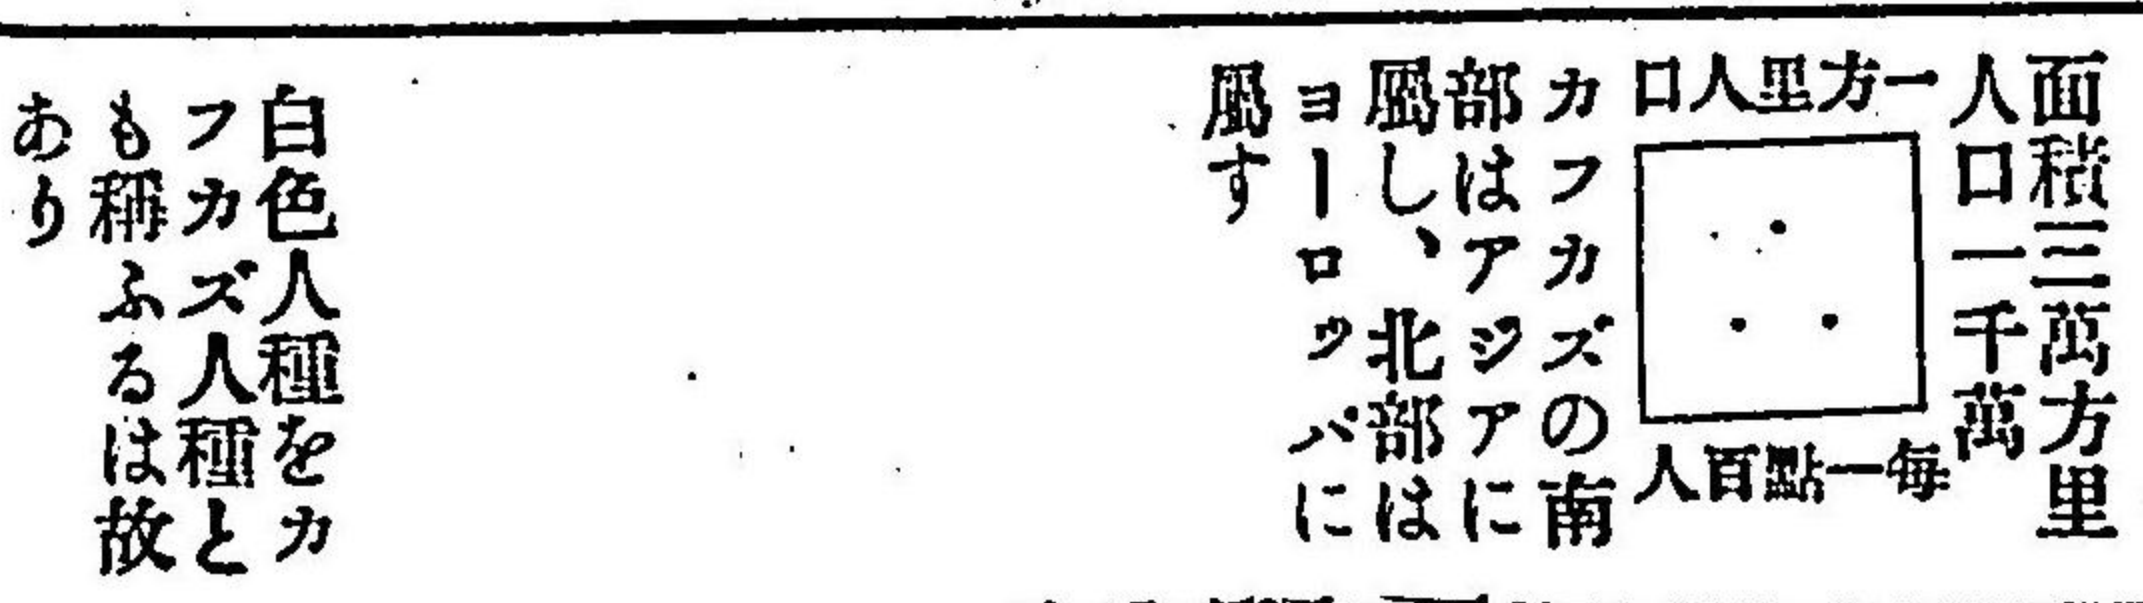 面積三萬方里
人口一千萬
一方里人口
每一點百人
カフカズの南
部はアジアに
屬し、北部は
ヨーロッパに
屬す
白色人種をカ
フカズ人種と
も稱ふるは故
あり